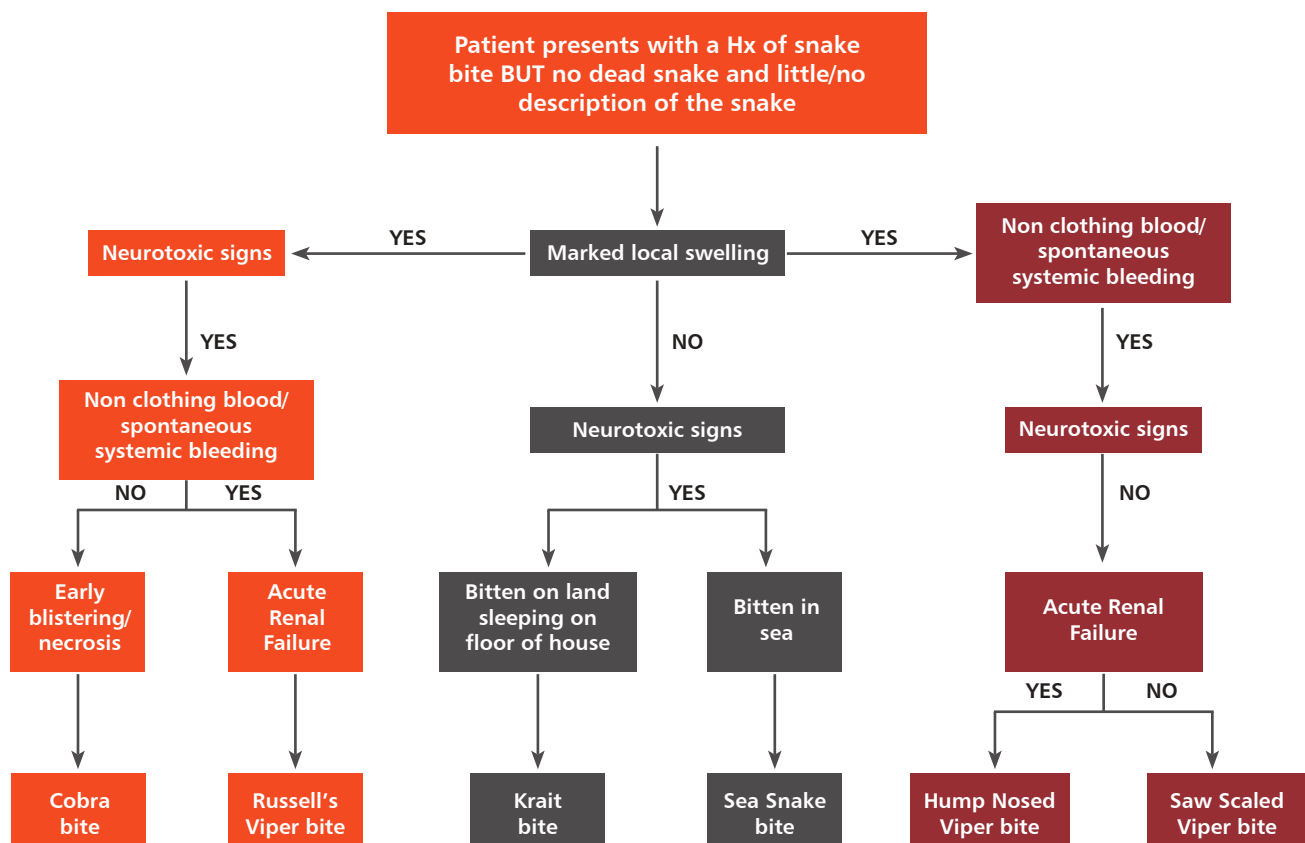 Patient presents with a Hx of snake
bite BUT no dead snake and little/no
description of the snake
Neurotoxic signs
YES
Marked local swelling
YES
Non clothing blood/
spontaneous
systemic bleeding
YES
NO
YES
Non clothing blood/
spontaneous
systemic bleeding
Neurotoxic signs
Neurotoxic signs
NO
YES
YES
NO
Early
blistering/
necrosis
Acute
Renal
Failure
Bitten on land
sleeping on
floor of house
Bitten in
sea
Acute Renal
Failure
YES
NO
Cobra
bite
Russell’s
Viper bite
Krait
bite
Sea Snake
bite
Hump Nosed
Viper bite
Saw Scaled
Viper bite